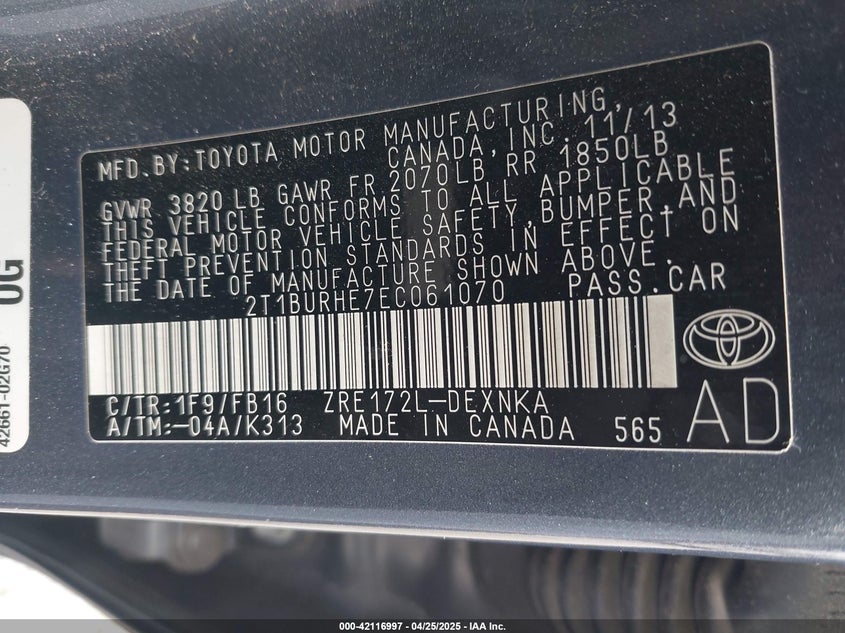 MFD.BY:TOYOTA MOTOR MANUFACTURING,
CANADA,INC. 11/13
GVWR 3820 LB GAWR FR 2070LB RR 1850LB
THIS VEHICLE CONFORMS TO ALL APPLICABLE
FEDERAL MOTOR VEHICLE SAFETY,BUMPER,AND
THEFT PREVENTION STANDARDS IN EFFECT ON
THE DATE OF MANUFACTURE SHOWN ABOVE.
2T1BURHE7EC061070 PASS.CAR
C/TR:1F9/FB16 ZRE172L-DEXNKA
A/TM:-04A/K313 MADE IN CANADA 565
AD
0G
42661-02G70
000-42116997 / 04/25/2025 - IAA Inc.